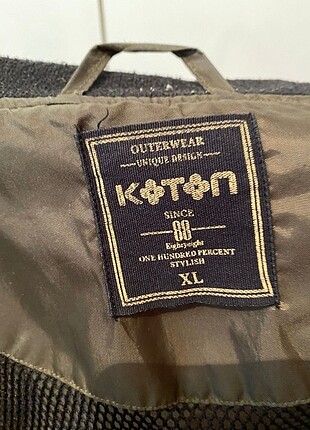 OUTERWEAR
UNIQUE DESIGN
KOTON
SINCE
88
Eightyeight
ONE HUNDRED PERCENT
STYLISH
XL